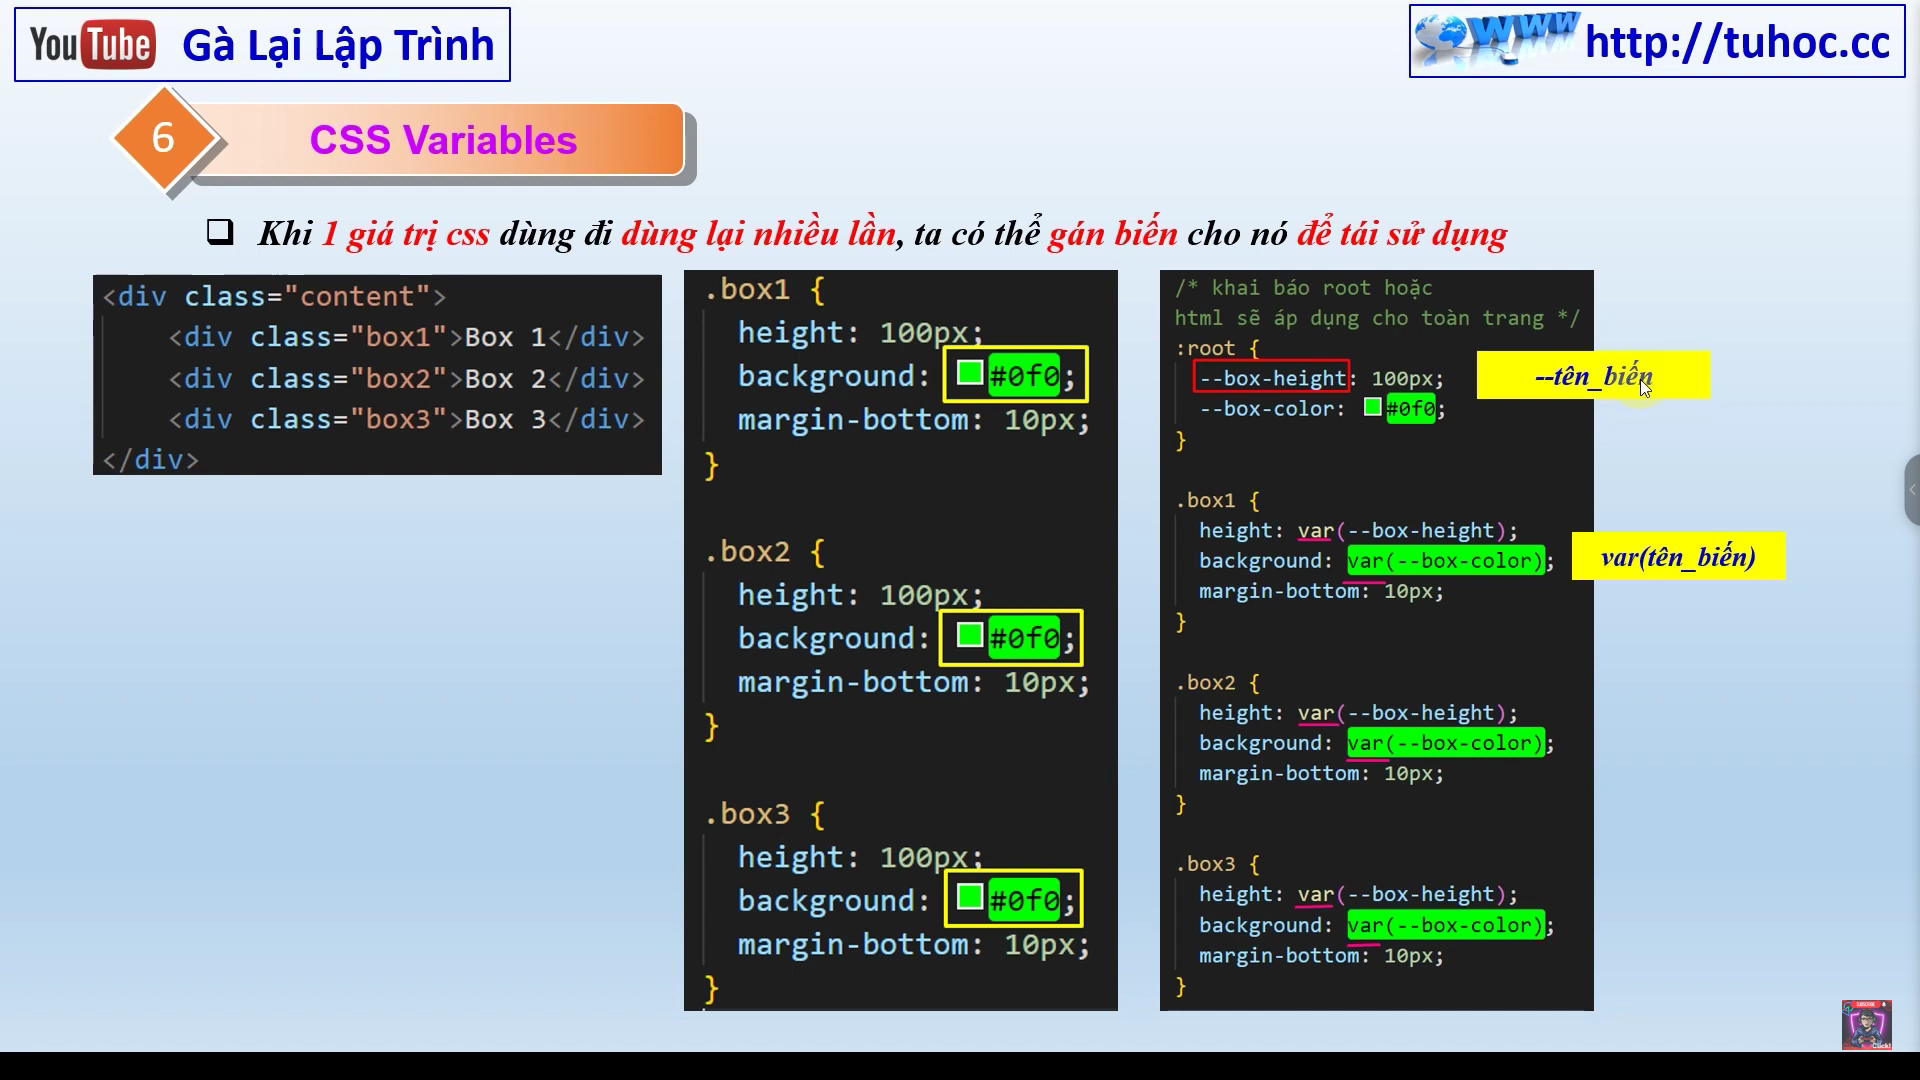 YouTube Gà Lại Lập Trình
WWW http://tuhoc.cc
6
CSS Variables
Khi 1 giá trị css dùng đi dùng lại nhiều lần, ta có thể gán biến cho nó để tái sử dụng
<div class="content">
<div class="box1">Box 1</div>
<div class="box2">Box 2</div>
<div class="box3">Box 3</div>
</div>
.box1 {
height: 100px;
background: #0f0;
margin-bottom: 10px;
}
.box2 {
height: 100px;
background: #0f0;
margin-bottom: 10px;
}
.box3 {
height: 100px;
background: #0f0;
margin-bottom: 10px;
}
/* khai báo root hoặc
html sẽ áp dụng cho toàn trang */
:root {
--box-height: 100px;
--box-color: #0f0;
}
.box1 {
height: var(--box-height);
background: var(--box-color);
margin-bottom: 10px;
}
.box2 {
height: var(--box-height);
background: var(--box-color);
margin-bottom: 10px;
}
.box3 {
height: var(--box-height);
background: var(--box-color);
margin-bottom: 10px;
}
--tên_biến
var(tên_biến)
SUBSCRIBE
Click!